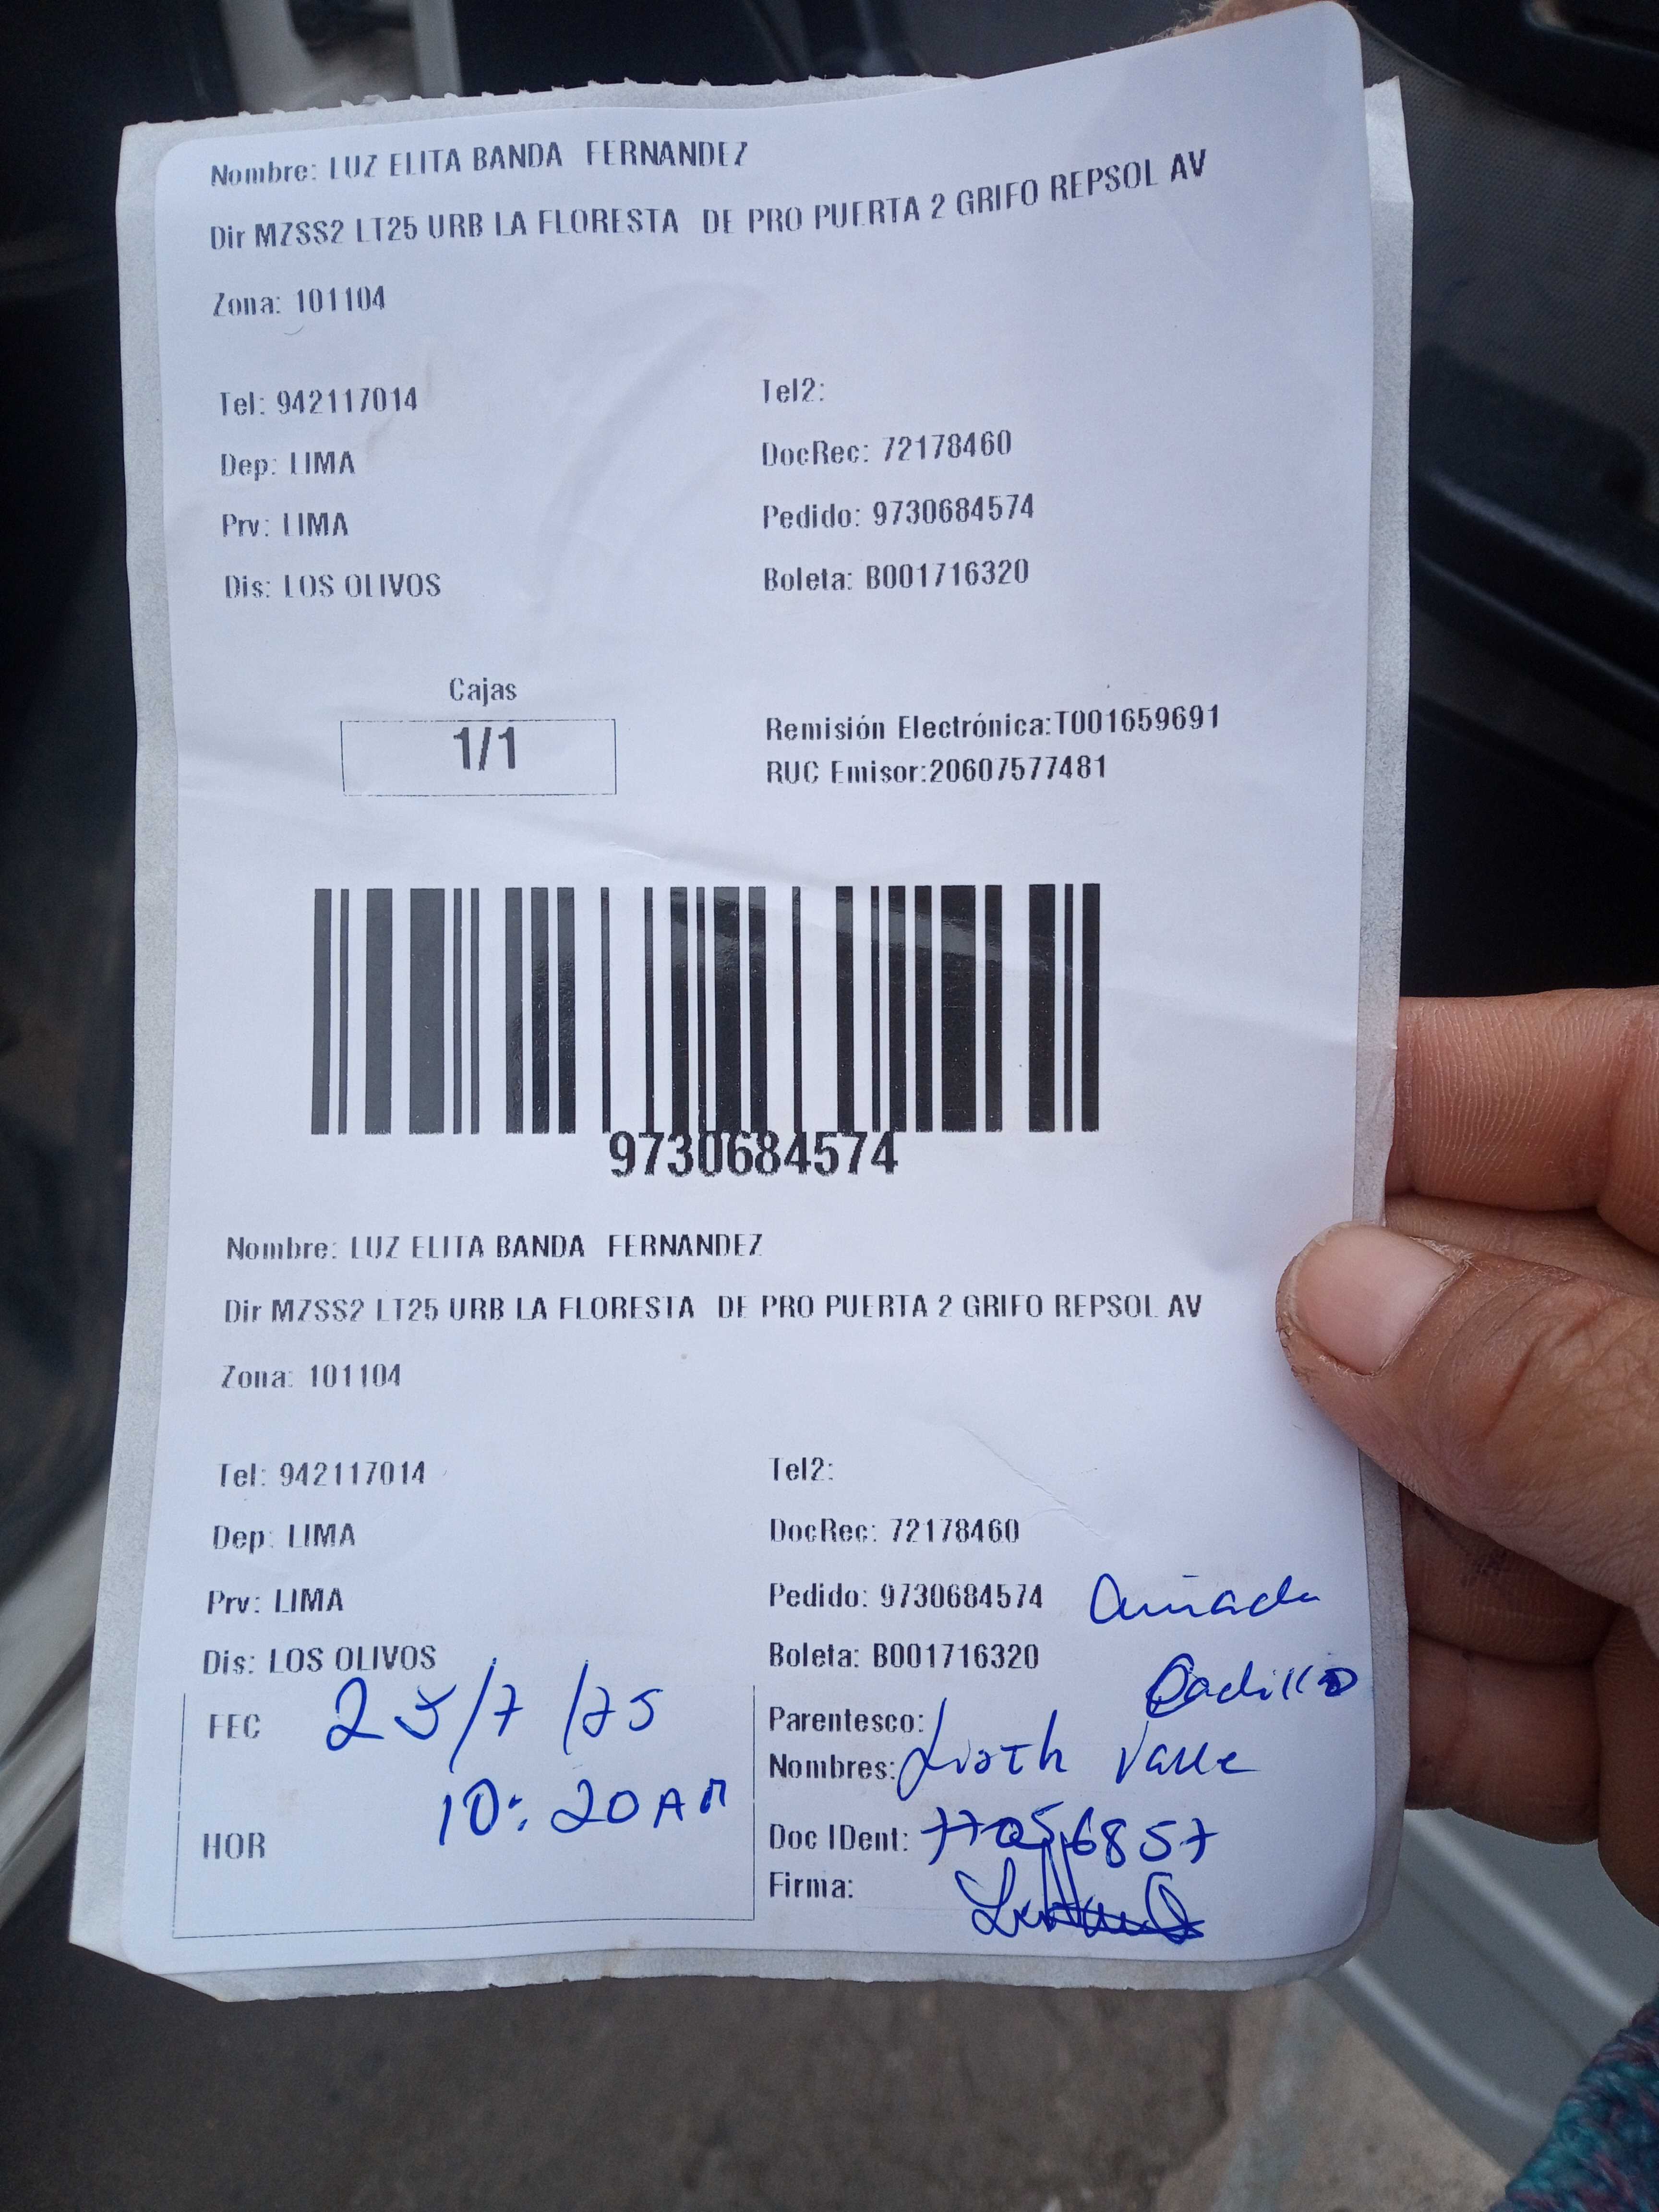 Nombre: LUZ ELITA BANDA FERNANDEZ
Dir MZSS2 LT25 URB LA FLORESTA DE PRO PUERTA 2 GRIFO REPSOL AV
Zona: 101104
Tel: 942117014 Tel2:
Dep: LIMA DocRec: 72178460
Prv: LIMA Pedido: 9730684574
Dis: LOS OLIVOS Boleta: B001716320
Cajas
1/1
Remisión Electrónica:T001659691
RUC Emisor:20607577481
9730684574
Nombre: LUZ ELITA BANDA FERNANDEZ
Dir MZSS2 LT25 URB LA FLORESTA DE PRO PUERTA 2 GRIFO REPSOL AV
Zona: 101104
Tel: 942117014 Tel2:
Dep: LIMA DocRec: 72178460
Prv: LIMA Pedido: 9730684574 Cuñada
Dis: LOS OLIVOS Boleta: B001716320
FEC 25/7/25
Parentesco: Padillo
Nombres: Valle
10:20AM
HOR
Doc IDent: 77056857
Firma: